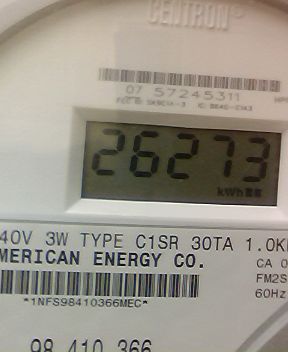 CENTRON®
07 57245311
26273
kWh
40V 3W TYPE C1SR 30TA 1.0K
MERICAN ENERGY CO.
CA 0
FM2S
60Hz
*1NFS98410366MEC*
98 410 366